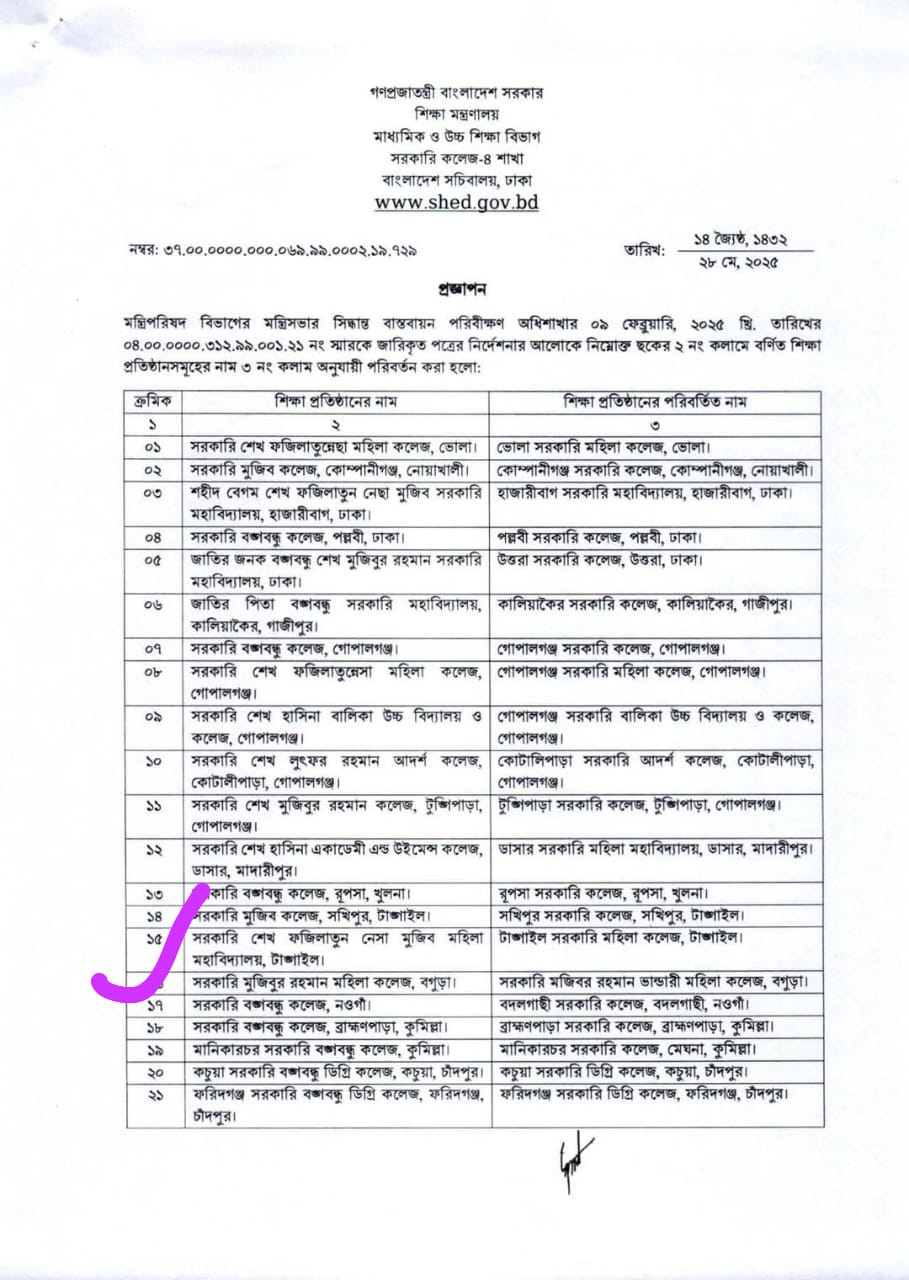 গণপ্রজাতন্ত্রী বাংলাদেশ সরকার
শিক্ষা মন্ত্রণালয়
মাধ্যমিক ও উচ্চ শিক্ষা বিভাগ
সরকারি কলেজ-৪ শাখা
বাংলাদেশ সচিবালয়, ঢাকা
www.shed.gov.bd
নম্বর: ৩৭.০০.০০০০.০০০.০৬৯.৯৯.০০০২.১৯.৭২৯
তারিখ: ১৪ জ্যৈষ্ঠ, ১৪৩২
২৮ মে, ২০২৫
প্রজ্ঞাপন
মন্ত্রিপরিষদ বিভাগের মন্ত্রিসভার সিদ্ধান্ত বাস্তবায়ন পরিবীক্ষণ অধিশাখার ০৯ ফেব্রুয়ারি, ২০২৫ খ্রি. তারিখের
০৪.০০.০০০০.৩১২.৯৯.০০১.২১ নং স্মারকে জারিকৃত পত্রের নির্দেশনার আলোকে নিম্নোক্ত ছকের ২ নং কলামে বর্ণিত শিক্ষা
প্রতিষ্ঠানসমূহের নাম ৩ নং কলাম অনুযায়ী পরিবর্তন করা হলো:
ক্রমিক শিক্ষা প্রতিষ্ঠানের নাম শিক্ষা প্রতিষ্ঠানের পরিবর্তিত নাম
১ ২ ৩
০১ সরকারি শেখ ফজিলাতুন্নেছা মহিলা কলেজ, ভোলা। ভোলা সরকারি মহিলা কলেজ, ভোলা।
০২ সরকারি মুজিব কলেজ, কোম্পানীগঞ্জ, নোয়াখালী। কোম্পানীগঞ্জ সরকারি কলেজ, কোম্পানীগঞ্জ, নোয়াখালী।
০৩ শহীদ বেগম শেখ ফজিলাতুন নেছা মুজিব সরকারি হাজারীবাগ সরকারি মহাবিদ্যালয়, হাজারীবাগ, ঢাকা।
মহাবিদ্যালয়, হাজারীবাগ, ঢাকা।
০৪ সরকারি বঙ্গবন্ধু কলেজ, পল্লবী, ঢাকা। পল্লবী সরকারি কলেজ, পল্লবী, ঢাকা।
০৫ জাতির জনক বঙ্গবন্ধু শেখ মুজিবুর রহমান সরকারি উত্তরা সরকারি কলেজ, উত্তরা, ঢাকা।
মহাবিদ্যালয়, ঢাকা।
০৬ জাতির পিতা বঙ্গবন্ধু সরকারি মহাবিদ্যালয়, কালিয়াকৈর সরকারি কলেজ, কালিয়াকৈর, গাজীপুর।
কালিয়াকৈর, গাজীপুর।
০৭ সরকারি বঙ্গবন্ধু কলেজ, গোপালগঞ্জ। গোপালগঞ্জ সরকারি কলেজ, গোপালগঞ্জ।
০৮ সরকারি শেখ ফজিলাতুন্নেসা মহিলা কলেজ, গোপালগঞ্জ সরকারি মহিলা কলেজ, গোপালগঞ্জ।
গোপালগঞ্জ।
০৯ সরকারি শেখ হাসিনা বালিকা উচ্চ বিদ্যালয় ও গোপালগঞ্জ সরকারি বালিকা উচ্চ বিদ্যালয় ও কলেজ,
কলেজ, গোপালগঞ্জ। গোপালগঞ্জ।
১০ সরকারি শেখ লুৎফর রহমান আদর্শ কলেজ, কোটালিপাড়া সরকারি আদর্শ কলেজ, কোটালীপাড়া,
কোটালীপাড়া, গোপালগঞ্জ। গোপালগঞ্জ।
১১ সরকারি শেখ মুজিবুর রহমান কলেজ, টুঙ্গিপাড়া, টুঙ্গিপাড়া সরকারি কলেজ, টুঙ্গিপাড়া, গোপালগঞ্জ।
গোপালগঞ্জ।
১২ সরকারি শেখ হাসিনা একাডেমী এন্ড উইমেন্স কলেজ, ডাসার সরকারি মহিলা মহাবিদ্যালয়, ডাসার, মাদারীপুর।
ডাসার, মাদারীপুর।
১৩ বঙ্গবন্ধু কলেজ, রূপসা, খুলনা। রূপসা সরকারি কলেজ, রূপসা, খুলনা।
১৪ সরকারি মুজিব কলেজ, সখিপুর, টাঙ্গাইল। সখিপুর সরকারি কলেজ, সখিপুর, টাঙ্গাইল।
১৫ সরকারি শেখ ফজিলাতুন নেসা মুজিব মহিলা টাঙ্গাইল সরকারি মহিলা কলেজ, টাঙ্গাইল।
মহাবিদ্যালয়, টাঙ্গাইল।
সরকারি মুজিবুর রহমান মহিলা কলেজ, বগুড়া। সরকারি মজিবর রহমান ভান্ডারী মহিলা কলেজ, বগুড়া।
১৭ সরকারি বঙ্গবন্ধু কলেজ, নওগাঁ। বদলগাছী সরকারি কলেজ, বদলগাছী, নওগাঁ।
১৮ সরকারি বঙ্গবন্ধু কলেজ, ব্রাহ্মণপাড়া, কুমিল্লা। ব্রাহ্মণপাড়া সরকারি কলেজ, ব্রাহ্মণপাড়া, কুমিল্লা।
১৯ মানিকারচর সরকারি বঙ্গবন্ধু কলেজ, কুমিল্লা। মানিকারচর সরকারি কলেজ, মেঘনা, কুমিল্লা।
২০ কচুয়া সরকারি বঙ্গবন্ধু ডিগ্রি কলেজ, কচুয়া, চাঁদপুর। কচুয়া সরকারি ডিগ্রি কলেজ, কচুয়া, চাঁদপুর।
২১ ফরিদগঞ্জ সরকারি বঙ্গবন্ধু ডিগ্রি কলেজ, ফরিদগঞ্জ, ফরিদগঞ্জ সরকারি ডিগ্রি কলেজ, ফরিদগঞ্জ, চাঁদপুর।
চাঁদপুর।